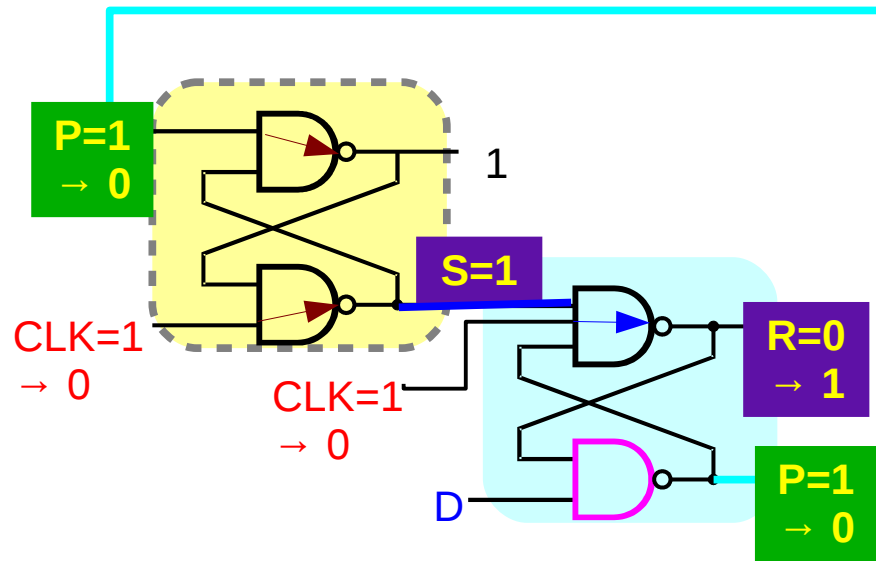 P=1
→ 0
1
S=1
CLK=1
→ 0
R=0
→ 1
CLK=1
→ 0
P=1
→ 0
D